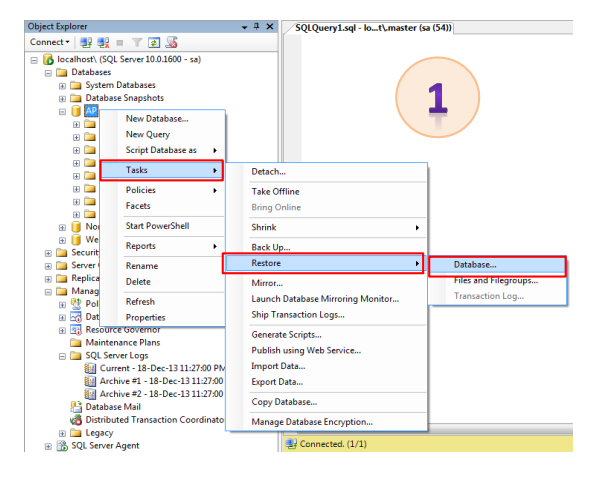 Object Explorer
Connect
localhost\ (SQL Server 10.0.1600 - sa)
Databases
System Databases
Database Snapshots
AP
Nor
We
Securit
Server
Replica
Manag
Pol
Dat
Resource Governor
Maintenance Plans
SQL Server Logs
Current - 18-Dec-13 11:27:00 PM
Archive #1 - 18-Dec-13 11:27:00
Archive #2 - 18-Dec-13 11:27:00
Database Mail
Distributed Transaction Coordinato
Legacy
SQL Server Agent
New Database...
New Query
Script Database as
Tasks
Policies
Facets
Start PowerShell
Reports
Rename
Delete
Refresh
Properties
Detach...
Take Offline
Bring Online
Shrink
Back Up...
Restore
Mirror...
Launch Database Mirroring Monitor...
Ship Transaction Logs...
Generate Scripts...
Publish using Web Service...
Import Data...
Export Data...
Copy Database...
Manage Database Encryption...
Database...
Files and Filegroups...
Transaction Log...
SQLQuery1.sql - lo...t\.master (sa (54))
1
Connected. (1/1)